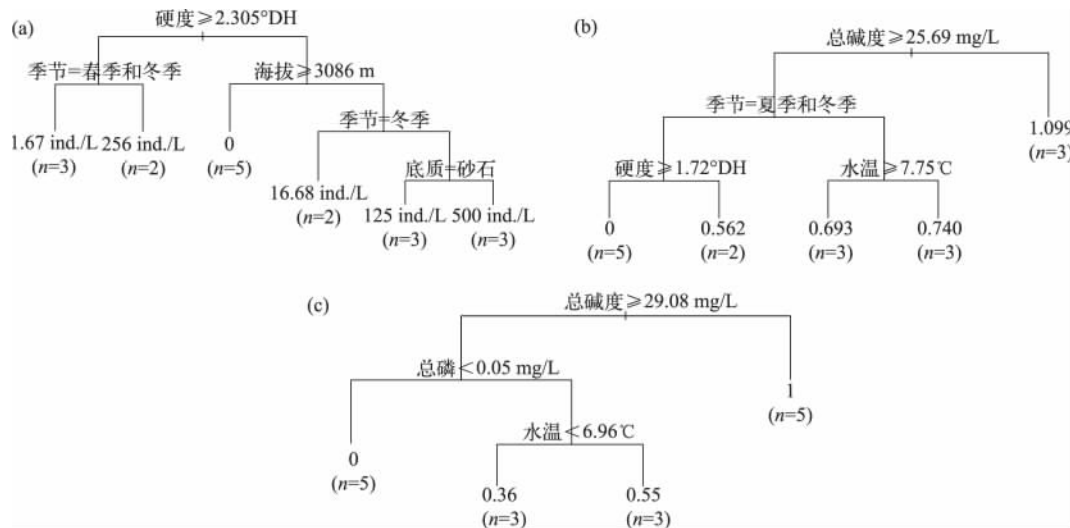 (a)
硬度≥2.305°DH
季节=春季和冬季
海拔≥3086 m
1.67 ind./L 256 ind./L
(n=3) (n=2)
0
(n=5)
季节=冬季
16.68 ind./L
(n=2)
底质=砂石
125 ind./L 500 ind./L
(n=3) (n=3)
(b)
总碱度≥25.69 mg/L
季节=夏季和冬季
1.099
(n=3)
硬度≥1.72°DH
水温≥7.75℃
0 0.562 0.693 0.740
(n=5) (n=2) (n=3) (n=3)
(c)
总碱度≥29.08 mg/L
总磷<0.05 mg/L
1
(n=5)
水温<6.96℃
0
(n=5)
0.36 0.55
(n=3) (n=3)